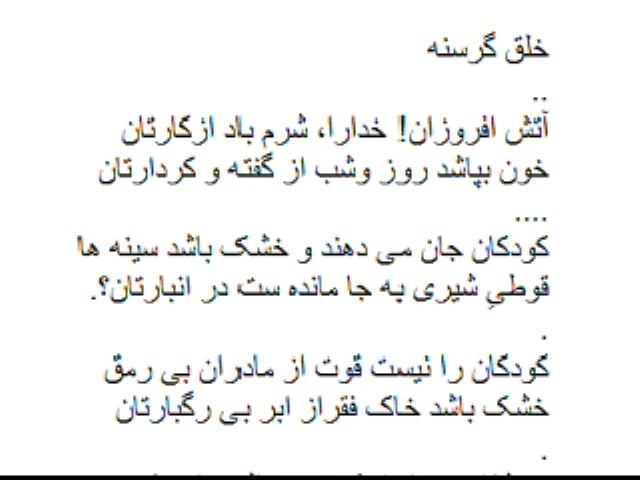 خلق گرسنه
..
آتش افروزان! خدارا، شرم باد ازکارتان
خون بپاشد روز وشب از گفته و کردارتان
....
کودکان جان می دهند و خشک باشد سینه ها
قوطیِ شیری به جا مانده ست در انبارتان؟.
.
کودکان را نیست قوت از مادران بی رمق
خشک باشد خاک فقراز ابر بی رگبارتان
.